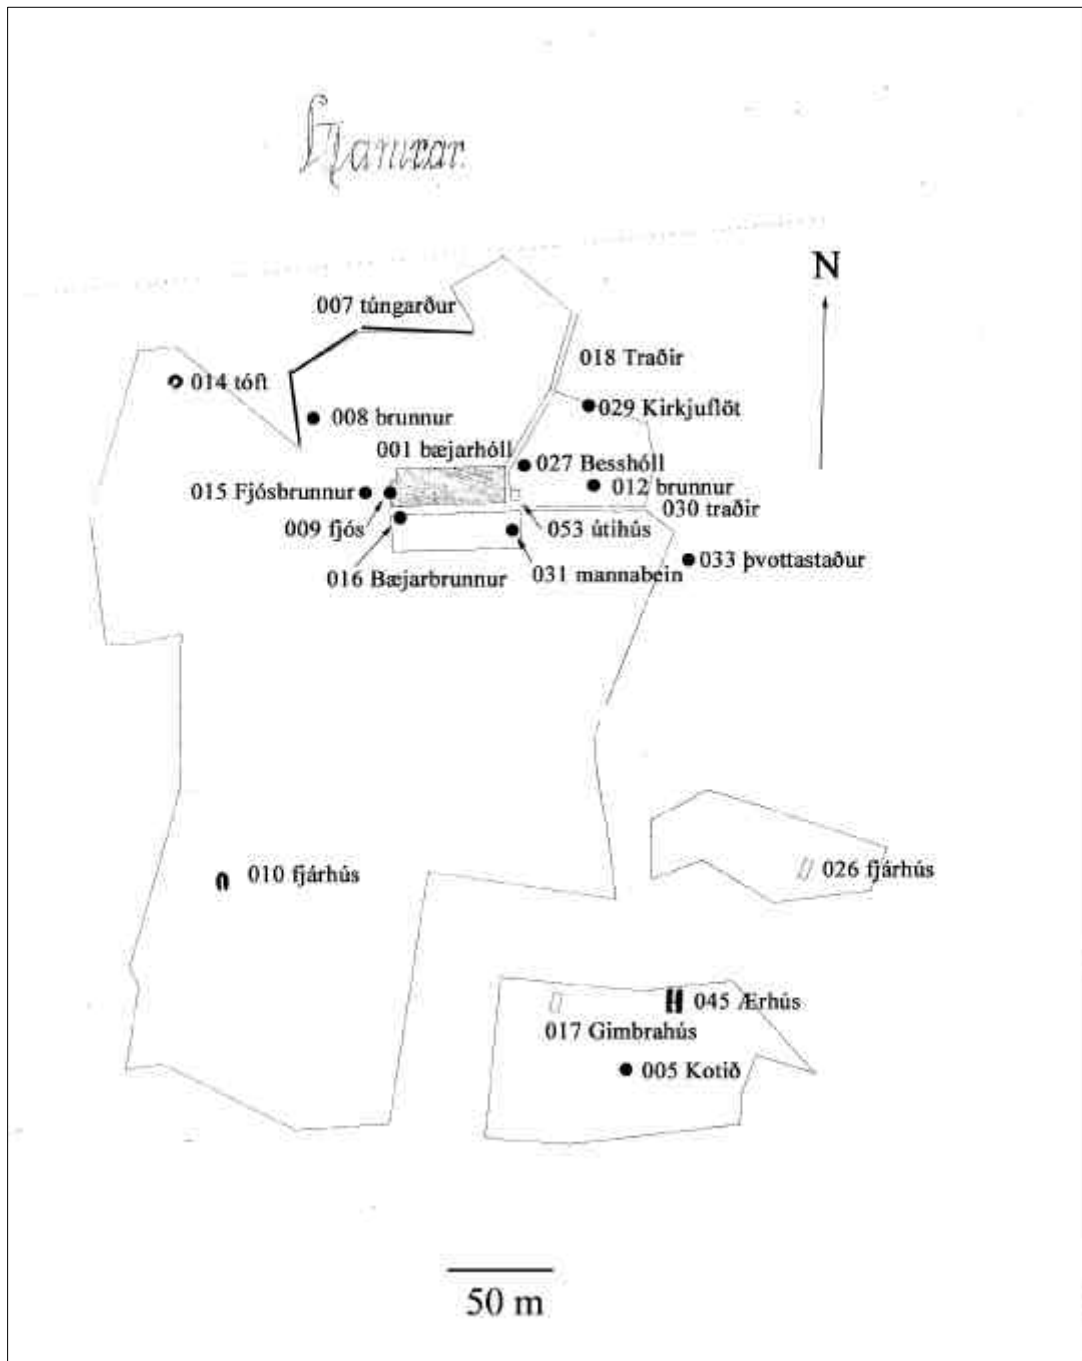 Hjamrar.
N
007 túngarður
018 Traðir
014 tóft
029 Kirkjuflöt
008 brunnur
001 bæjarhóll
027 Besshóll
015 Fjósbrunnur
012 brunnur
030 traðir
009 fjós
053 útihús
033 þvottastaður
016 Bæjarbrunnur
031 mannabein
010 fjárhús
026 fjárhús
045 Ærhús
017 Gimbrahús
005 Kotið
50 m